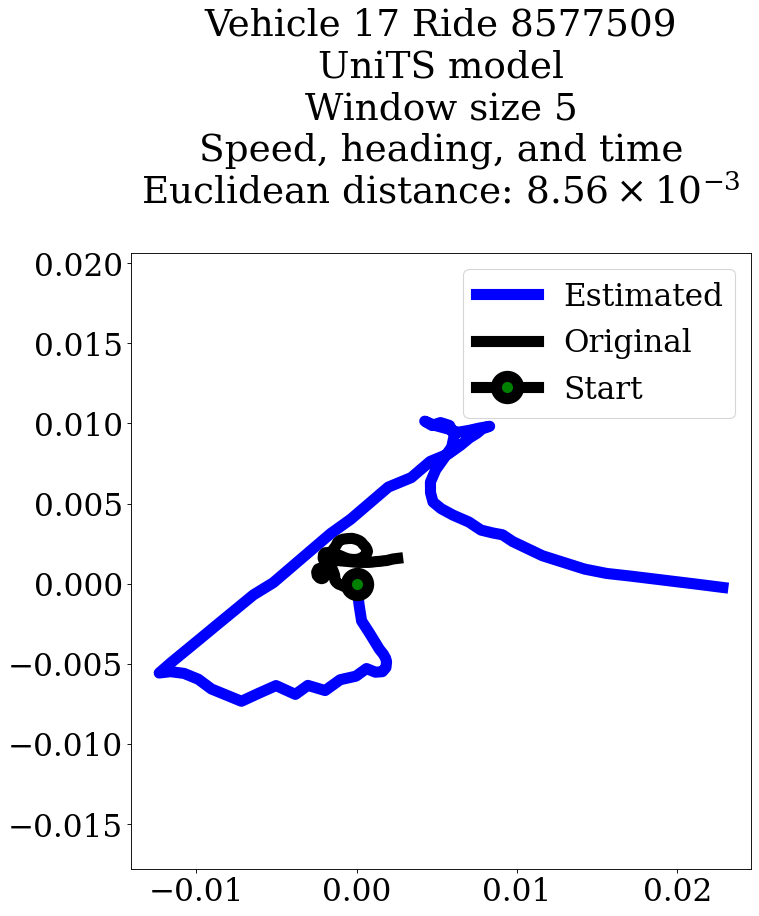 Vehicle 17 Ride 8577509
UniTS model
Window size 5
Speed, heading, and time
Euclidean distance: 8.56 × 10⁻³
0.020
Estimated
0.015
Original
Start
0.010
0.005
0.000
−0.005
−0.010
−0.015
−0.01 0.00 0.01 0.02